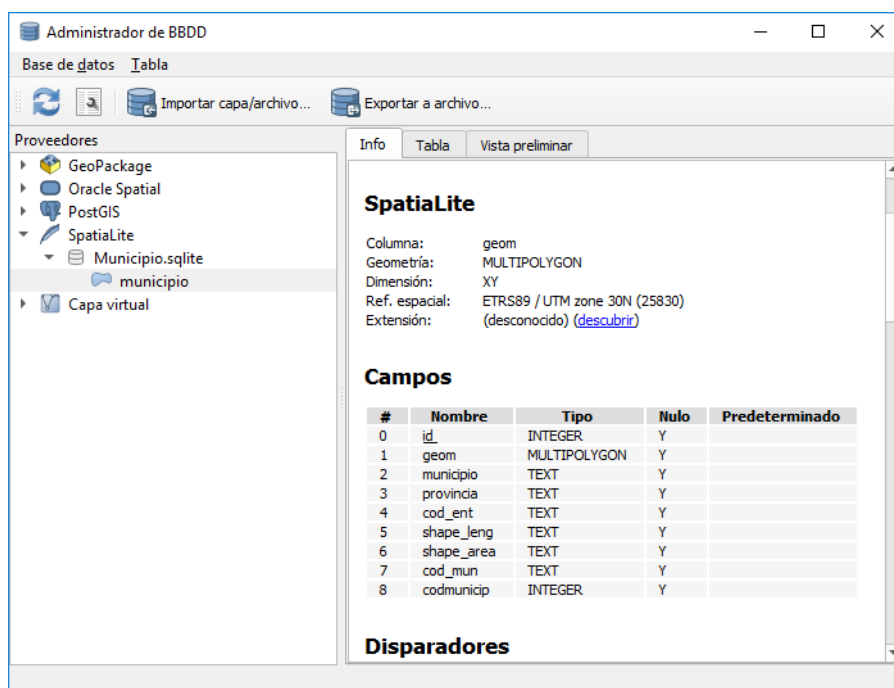 Administrador de BBDD
Base de datos Tabla
Importar capa/archivo... Exportar a archivo...
Proveedores
GeoPackage
Oracle Spatial
PostGIS
SpatiaLite
Municipio.sqlite
municipio
Capa virtual
Info Tabla Vista preliminar
SpatiaLite
Columna: geom
Geometría: MULTIPOLYGON
Dimensión: XY
Ref. espacial: ETRS89 / UTM zone 30N (25830)
Extensión: (desconocido) (descubrir)
Campos
# Nombre Tipo Nulo Predeterminado
0 id_ INTEGER Y
1 geom MULTIPOLYGON Y
2 municipio TEXT Y
3 provincia TEXT Y
4 cod_ent TEXT Y
5 shape_leng TEXT Y
6 shape_area TEXT Y
7 cod_mun TEXT Y
8 codmunicip INTEGER Y
Disparadores